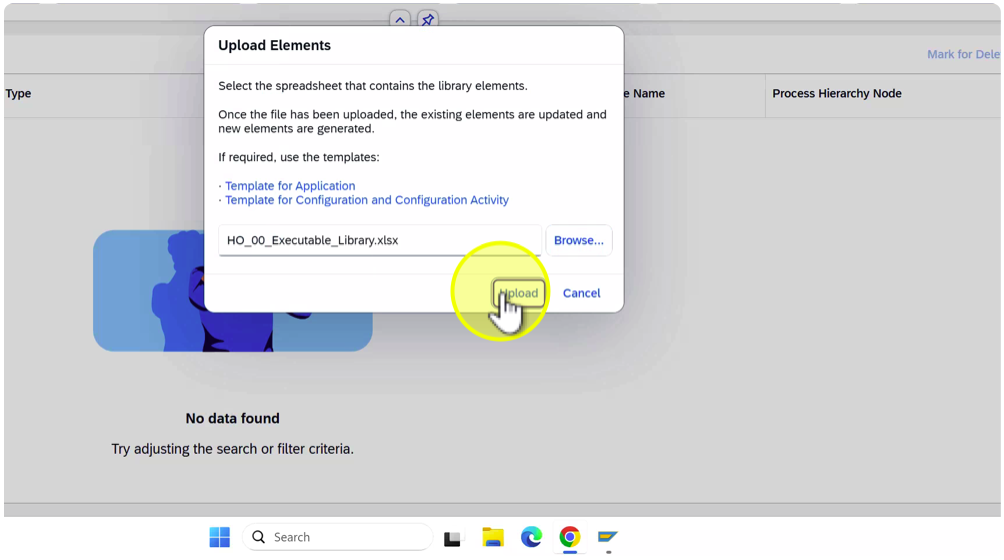 Upload Elements
Mark for Dele
Select the spreadsheet that contains the library elements.
Type
e Name
Process Hierarchy Node
Once the file has been uploaded, the existing elements are updated and
new elements are generated.
If required, use the templates:
· Template for Application
· Template for Configuration and Configuration Activity
HO_00_Executable_Library.xlsx
Browse...
Upload
Cancel
No data found
Try adjusting the search or filter criteria.
Search